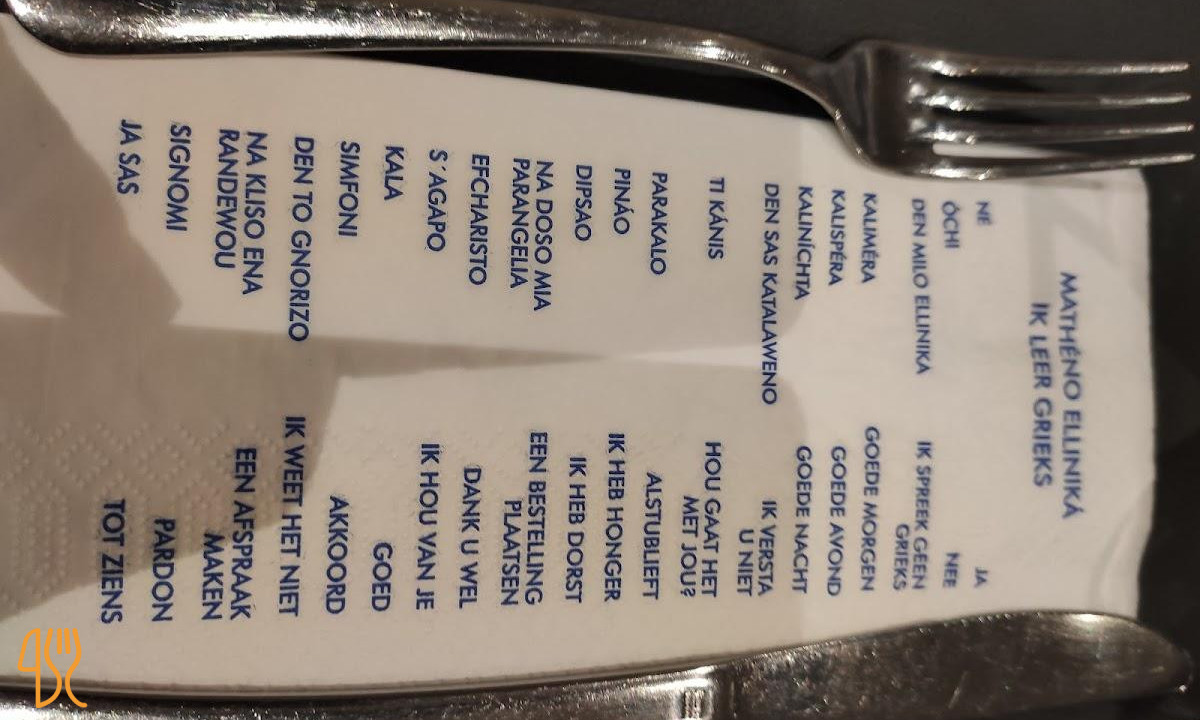 MATHÉNO ELLINIKÁ
IK LEER GRIEKS
NÉ JA
ÓCHI NEE
DEN MILÓ ELLINIKA IK SPREEK GEEN
GRIEKS
KALIMÉRA GOEDE MORGEN
KALISPÉRA GOEDE AVOND
KALINÍCHTA GOEDE NACHT
DEN SAS KATALAWENO IK VERSTA
U NIET
TI KÁNIS HOU GAAT HET
MET JOU?
PARAKALO ALSTUBLIEFT
PINÁO IK HEB HONGER
DIPSAO IK HEB DORST
NA DOSO MIA EEN BESTELLING
PARANGELIA PLAATSEN
EFCHARISTO DANK U WEL
S´AGAPO IK HOU VAN JE
KALA GOED
SIMFONI AKKOORD
DEN TO GNORIZO IK WEET HET NIET
NA KLISO ENA EEN AFSPRAAK
RANDEWOU MAKEN
SIGNOMI PARDON
JA SAS TOT ZIENS